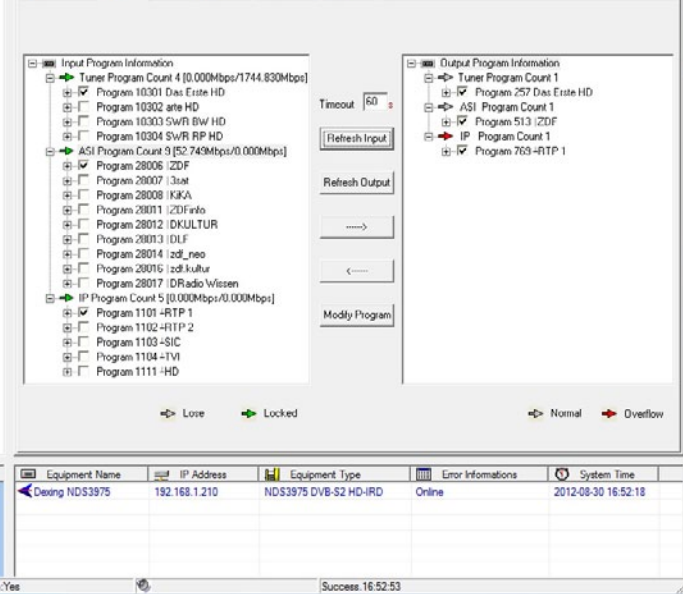 Input Program Information
Tuner Program Count 4 [0.000Mbps/1744.830Mbps]
Program 10301 Das Erste HD
Program 10302 arte HD
Program 10303 SWR BW HD
Program 10304 SWR RP HD
ASI Program Count 9 [52.749Mbps/0.000Mbps]
Program 28006 |ZDF
Program 28007 |3sat
Program 28008 |KiKA
Program 28011 |ZDFinfo
Program 28012 |DKULTUR
Program 28013 |DLF
Program 28014 |zdf_neo
Program 28016 |zdf.kultur
Program 28017 |DRadio Wissen
IP Program Count 5 [0.000Mbps/0.000Mbps]
Program 1101 ÷RTP 1
Program 1102 ÷RTP 2
Program 1103 ÷SIC
Program 1104 ÷TVI
Program 1111 ÷HD
Timeout 60 s
Refresh Input
Refresh Output
------>
<------
Modify Program
Output Program Information
Tuner Program Count 1
Program 257 Das Erste HD
ASI Program Count 1
Program 513 |ZDF
IP Program Count 1
Program 769 ÷RTP 1
Lose Locked
Normal Overflow
Equipment Name IP Address Equipment Type Error Informations System Time
Dexing NDS3975 192.168.1.210 NDS3975 DVB-S2 HD-IRD Online 2012-08-30 16:52:18
:Yes Success. 16:52:53